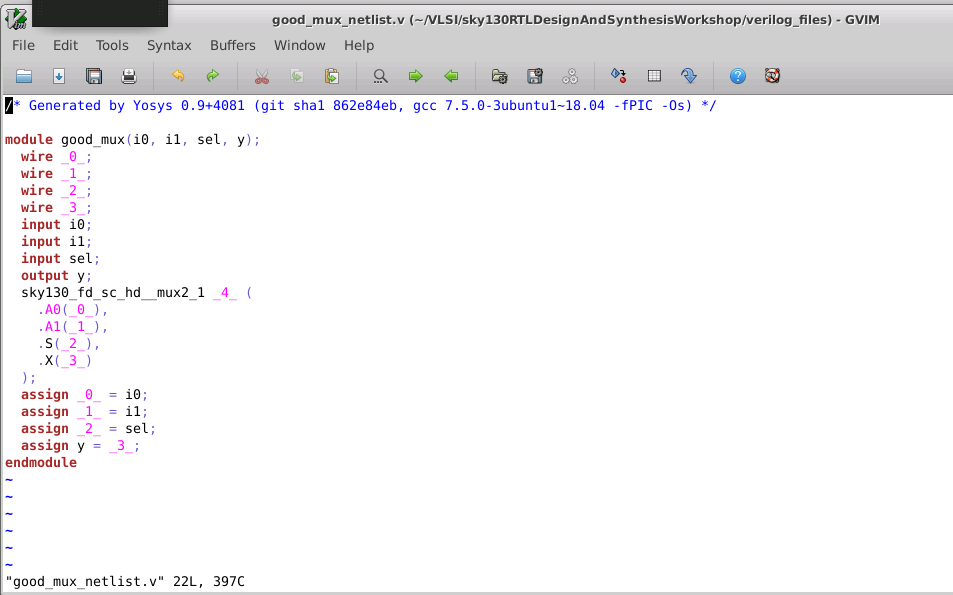 good_mux_netlist.v (~/VLSI/sky130RTLDesignAndSynthesisWorkshop/verilog_files) - GVIM
File Edit Tools Syntax Buffers Window Help
/* Generated by Yosys 0.9+4081 (git sha1 862e84eb, gcc 7.5.0-3ubuntu1~18.04 -fPIC -Os) */
module good_mux(i0, i1, sel, y);
  wire _0_;
  wire _1_;
  wire _2_;
  wire _3_;
  input i0;
  input i1;
  input sel;
  output y;
  sky130_fd_sc_hd__mux2_1 _4_ (
    .A0(_0_),
    .A1(_1_),
    .S(_2_),
    .X(_3_)
  );
  assign _0_ = i0;
  assign _1_ = i1;
  assign _2_ = sel;
  assign y = _3_;
endmodule
~
~
~
~
~
~
"good_mux_netlist.v" 22L, 397C